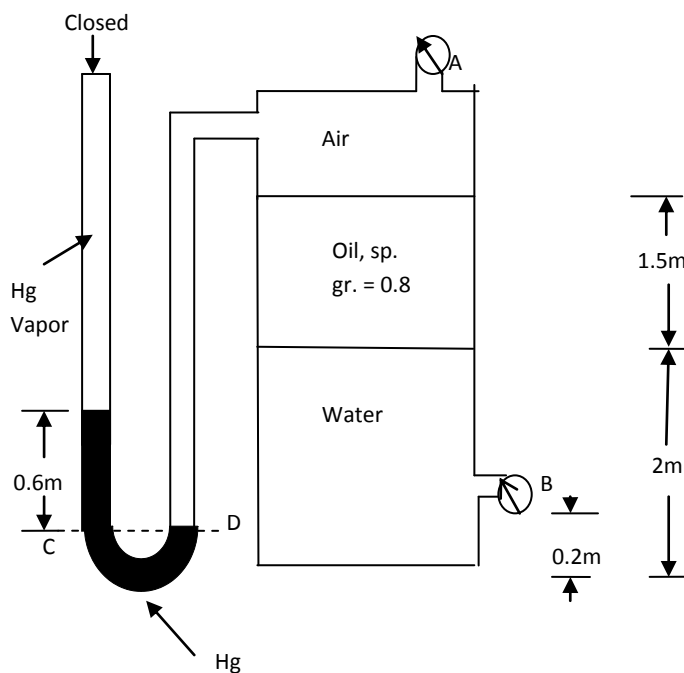 Closed
A
Air
Oil, sp.
gr. = 0.8
1.5m
Hg
Vapor
Water
0.6m
B
2m
C
D
0.2m
Hg